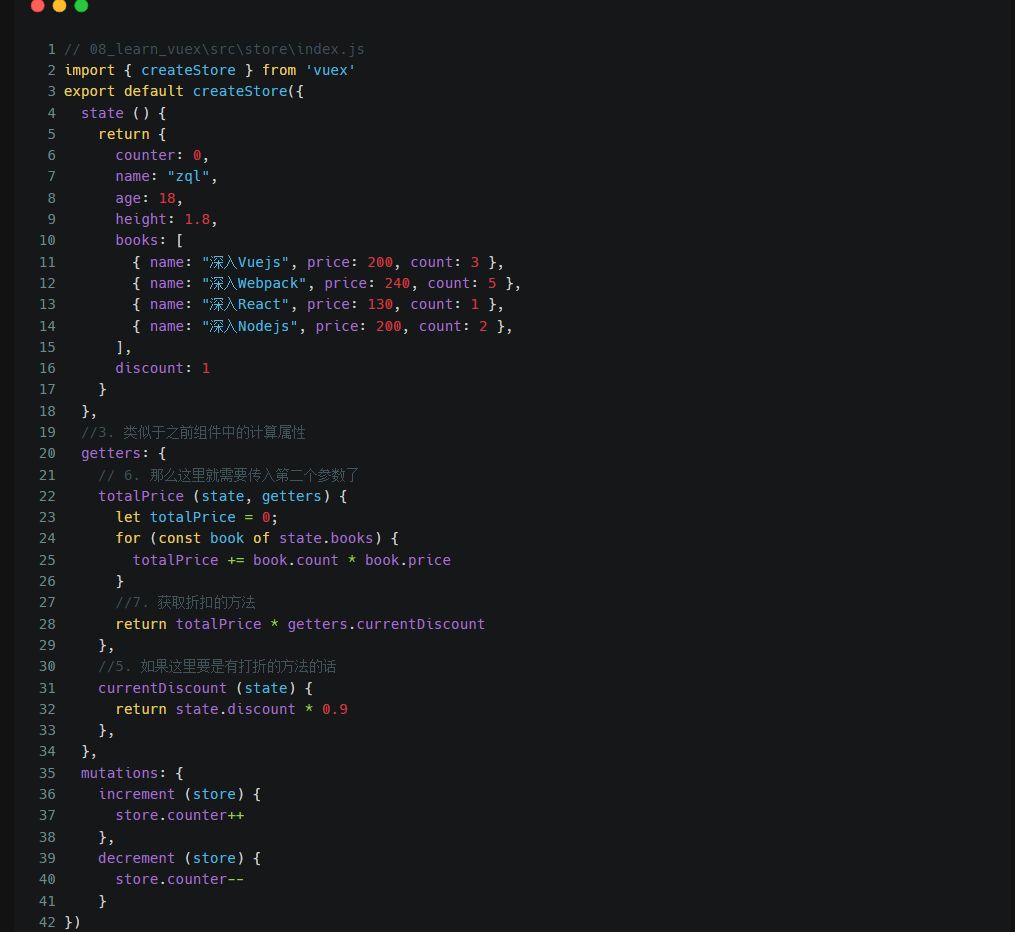 1 // 08_learn_vuex\src\store\index.js
2 import { createStore } from 'vuex'
3 export default createStore({
4   state () {
5     return {
6       counter: 0,
7       name: "zql",
8       age: 18,
9       height: 1.8,
10       books: [
11         { name: "深入Vuejs", price: 200, count: 3 },
12         { name: "深入Webpack", price: 240, count: 5 },
13         { name: "深入React", price: 130, count: 1 },
14         { name: "深入Nodejs", price: 200, count: 2 },
15       ],
16       discount: 1
17     }
18   },
19   //3. 类似于之前组件中的计算属性
20   getters: {
21     // 6. 那么这里就需要传入第二个参数了
22     totalPrice (state, getters) {
23       let totalPrice = 0;
24       for (const book of state.books) {
25         totalPrice += book.count * book.price
26       }
27       //7. 获取折扣的方法
28       return totalPrice * getters.currentDiscount
29     },
30     //5. 如果这里要是有打折的方法的话
31     currentDiscount (state) {
32       return state.discount * 0.9
33     },
34   },
35   mutations: {
36     increment (store) {
37       store.counter++
38     },
39     decrement (store) {
40       store.counter--
41     }
42 })